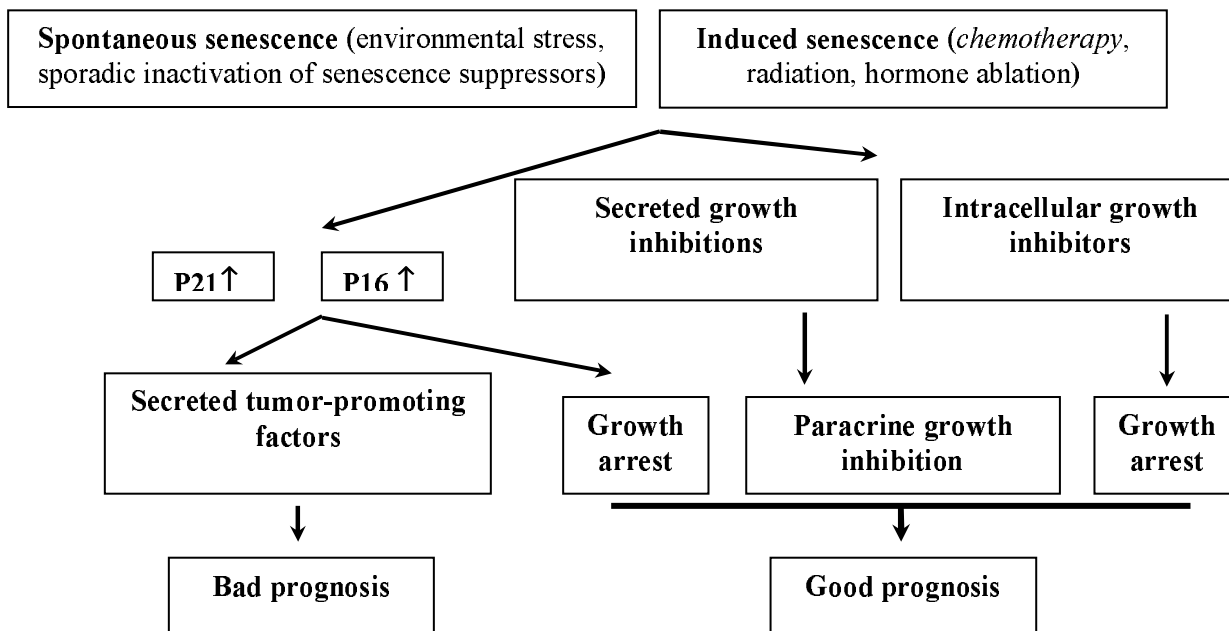 Spontaneous senescence (environmental stress,
sporadic inactivation of senescence suppressors)
Induced senescence (chemotherapy,
radiation, hormone ablation)
Secreted growth
inhibitions
Intracellular growth
inhibitors
P21↑
P16 ↑
Secreted tumor-promoting
factors
Growth
arrest
Paracrine growth
inhibition
Growth
arrest
Bad prognosis
Good prognosis